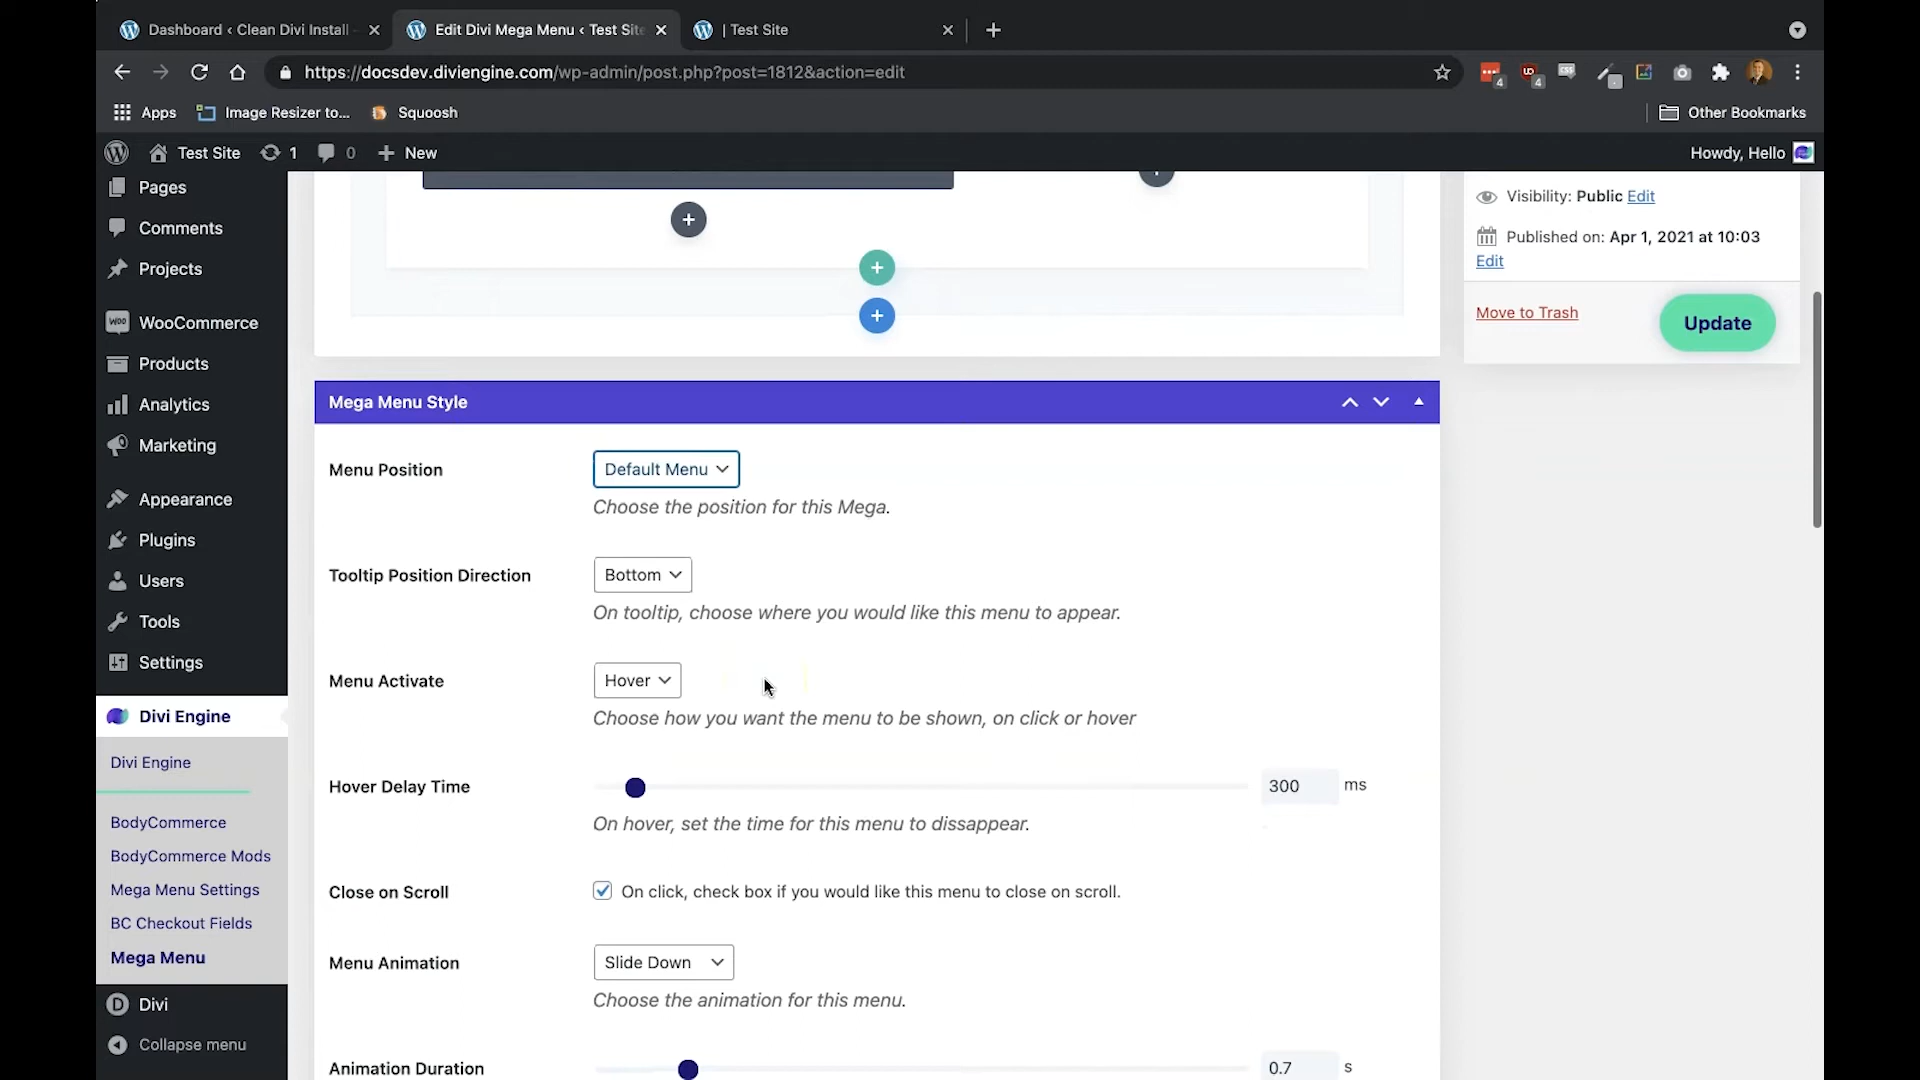 Dashboard ‹ Clean Divi Install
Edit Divi Mega Menu ‹ Test Site
| Test Site
https://docsdev.diviengine.com/wp-admin/post.php?post=1812&action=edit
4
4
CSS
Apps
Image Resizer to...
Squoosh
Other Bookmarks
Test Site
1
0
New
Howdy, Hello
Pages
Comments
Projects
WooCommerce
Products
Analytics
Marketing
Appearance
Plugins
Users
Tools
Settings
Divi Engine
Divi Engine
BodyCommerce
BodyCommerce Mods
Mega Menu Settings
BC Checkout Fields
Mega Menu
Divi
Collapse menu
Visibility: Public Edit
Published on: Apr 1, 2021 at 10:03
Edit
Move to Trash
Update
Mega Menu Style
Menu Position
Default Menu
Choose the position for this Mega.
Tooltip Position Direction
Bottom
On tooltip, choose where you would like this menu to appear.
Menu Activate
Hover
Choose how you want the menu to be shown, on click or hover
Hover Delay Time
300 ms
On hover, set the time for this menu to dissappear.
Close on Scroll
On click, check box if you would like this menu to close on scroll.
Menu Animation
Slide Down
Choose the animation for this menu.
Animation Duration
0.7 s